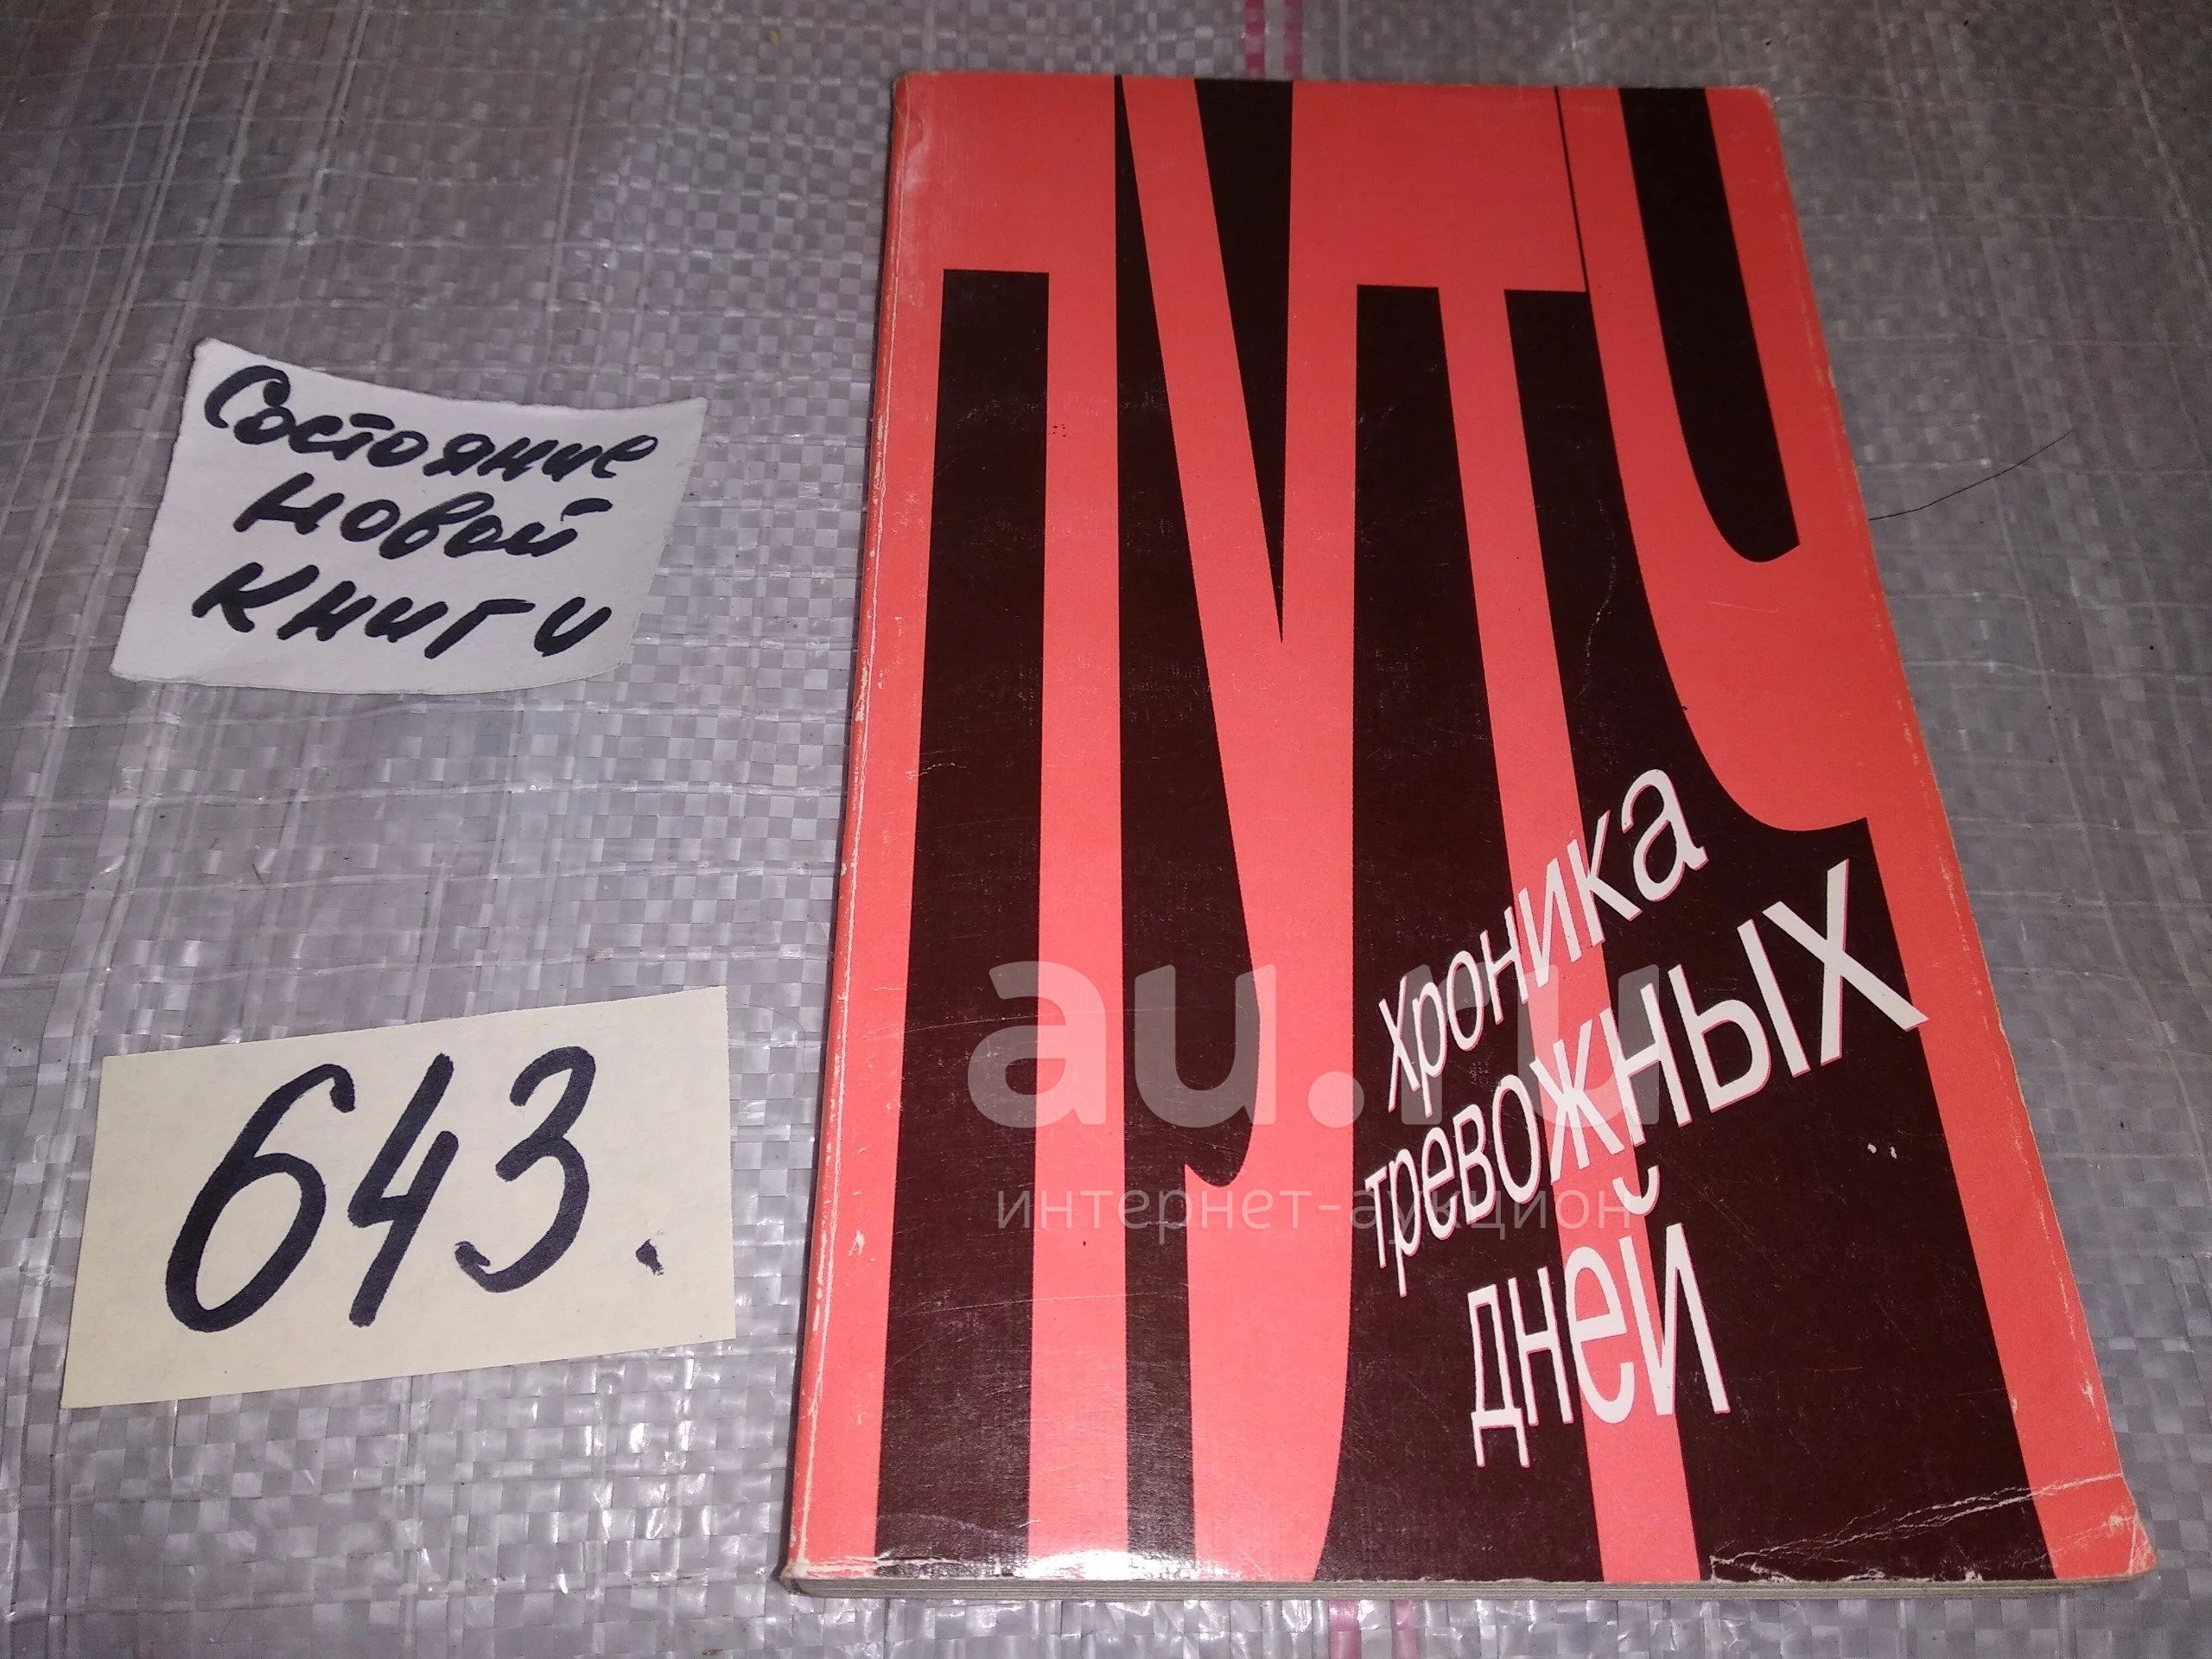 Состояние
новой
книги
643.
ПУТЧ
хроника
тревожных
дней
au.ru
интернет-аукцион